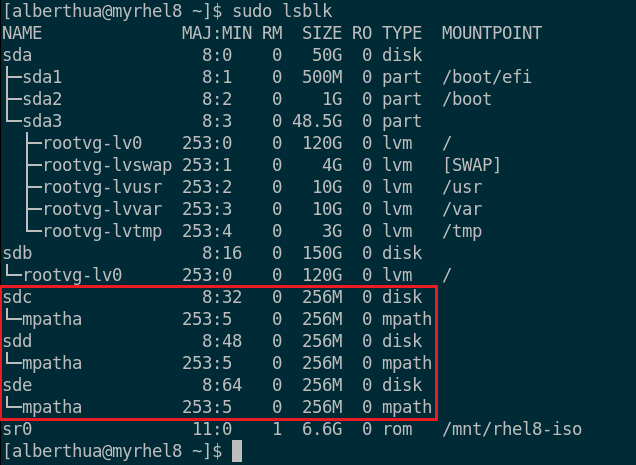 [alberthua@myrhel8 ~]$ sudo lsblk
NAME              MAJ:MIN RM  SIZE RO TYPE  MOUNTPOINT
sda                 8:0    0   50G  0 disk
├─sda1              8:1    0  500M  0 part  /boot/efi
├─sda2              8:2    0    1G  0 part  /boot
└─sda3              8:3    0 48.5G  0 part
  ├─rootvg-lv0    253:0    0  120G  0 lvm   /
  ├─rootvg-lvswap 253:1    0    4G  0 lvm   [SWAP]
  ├─rootvg-lvusr  253:2    0   10G  0 lvm   /usr
  ├─rootvg-lvvar  253:3    0   10G  0 lvm   /var
  └─rootvg-lvtmp  253:4    0    3G  0 lvm   /tmp
sdb                 8:16   0  150G  0 disk
└─rootvg-lv0      253:0    0  120G  0 lvm   /
sdc                 8:32   0  256M  0 disk
└─mpatha          253:5    0  256M  0 mpath
sdd                 8:48   0  256M  0 disk
└─mpatha          253:5    0  256M  0 mpath
sde                 8:64   0  256M  0 disk
└─mpatha          253:5    0  256M  0 mpath
sr0                11:0    1  6.6G  0 rom   /mnt/rhel8-iso
[alberthua@myrhel8 ~]$